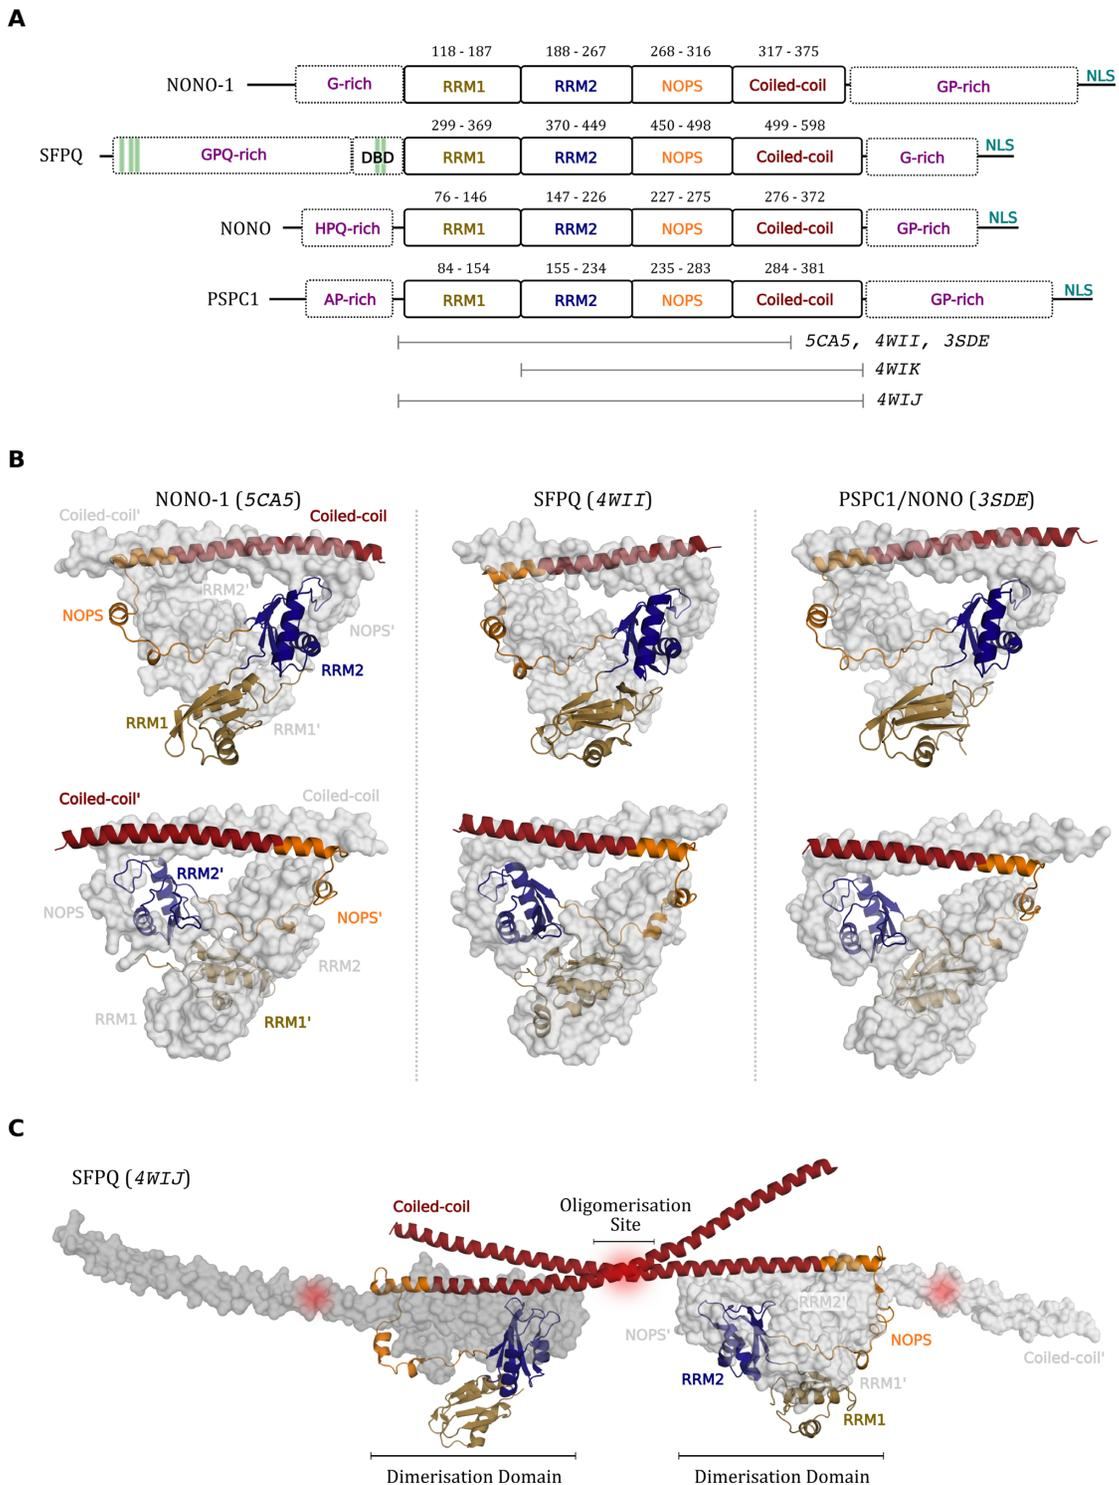 A
118 - 187 188 - 267 268 - 316 317 - 375
NONO-1 G-rich RRM1 RRM2 NOPS Coiled-coil GP-rich NLS
299 - 369 370 - 449 450 - 498 499 - 598
SFPQ GPQ-rich DBD RRM1 RRM2 NOPS Coiled-coil G-rich NLS
76 - 146 147 - 226 227 - 275 276 - 372
NONO HPQ-rich RRM1 RRM2 NOPS Coiled-coil GP-rich NLS
84 - 154 155 - 234 235 - 283 284 - 381
PSPC1 AP-rich RRM1 RRM2 NOPS Coiled-coil GP-rich NLS
5CA5, 4WII, 3SDE
4WIK
4WIJ
B
NONO-1 (5CA5) SFPQ (4WII) PSPC1/NONO (3SDE)
Coiled-coil' Coiled-coil
RRM2'
NOPS NOPS'
RRM2
RRM1 RRM1'
Coiled-coil' Coiled-coil
RRM2'
NOPS NOPS'
RRM2
RRM1 RRM1'
C
SFPQ (4WIJ)
Coiled-coil Oligomerisation
Site
RRM2'
NOPS' NOPS
Coiled-coil'
RRM2 RRM1'
RRM1
Dimerisation Domain Dimerisation Domain